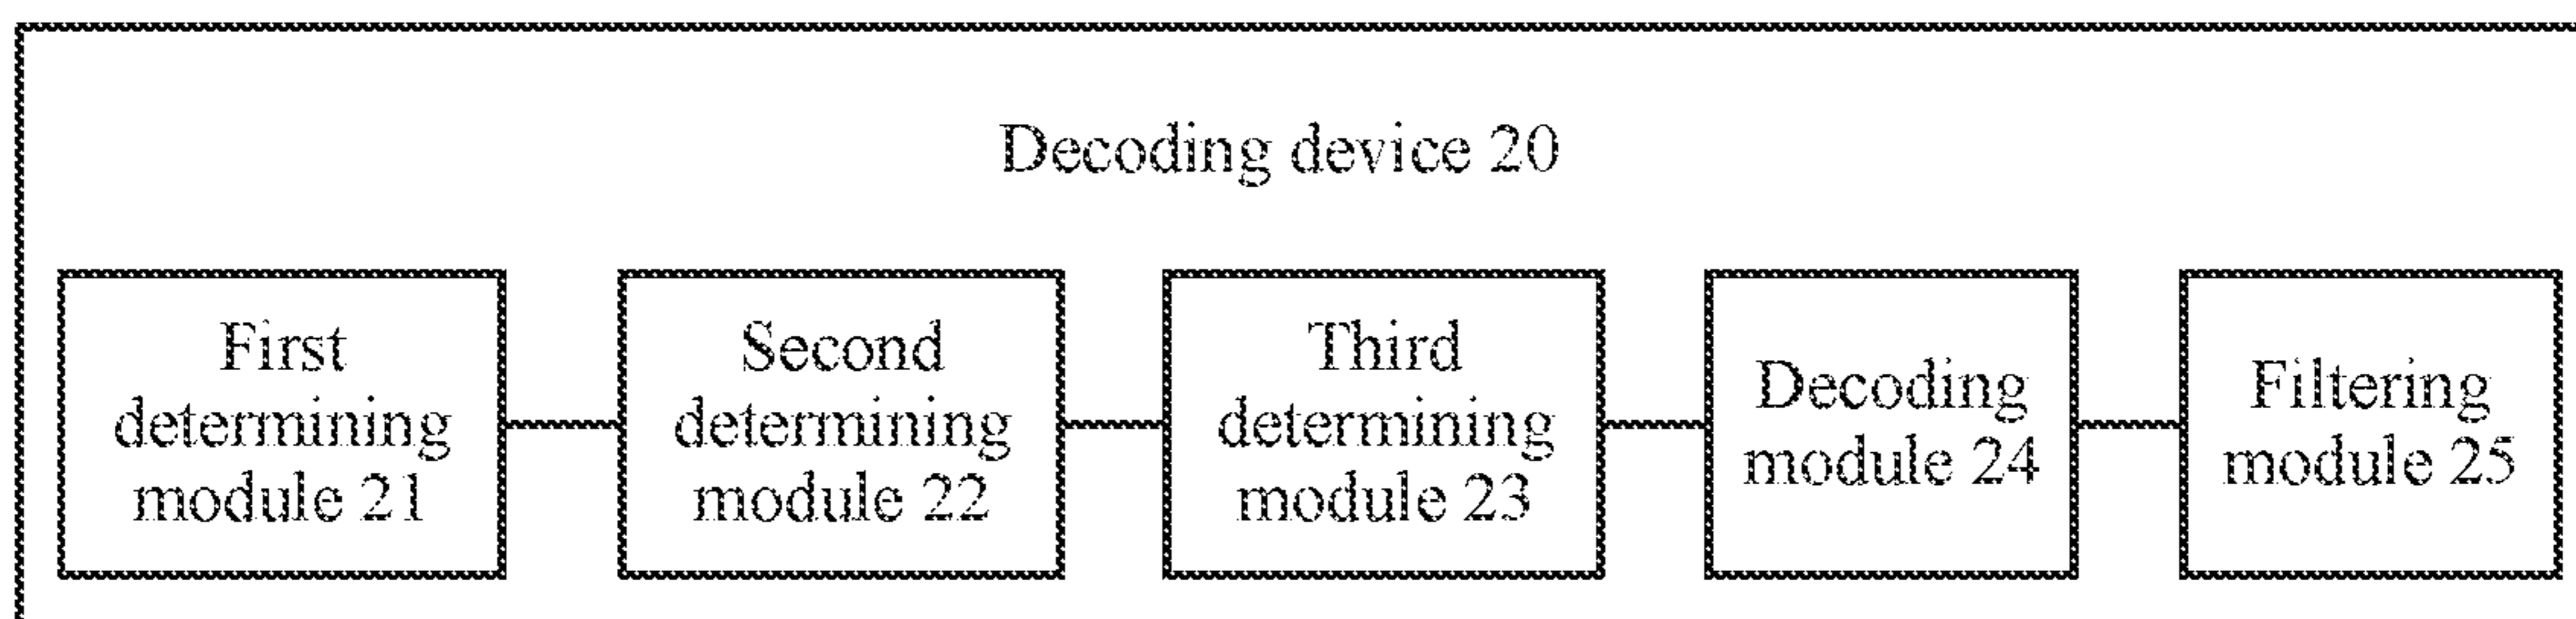 Decoding device 20
First
determining
module 21
Second
determining
module 22
Third
determining
module 23
Decoding
module 24
Filtering
module 25